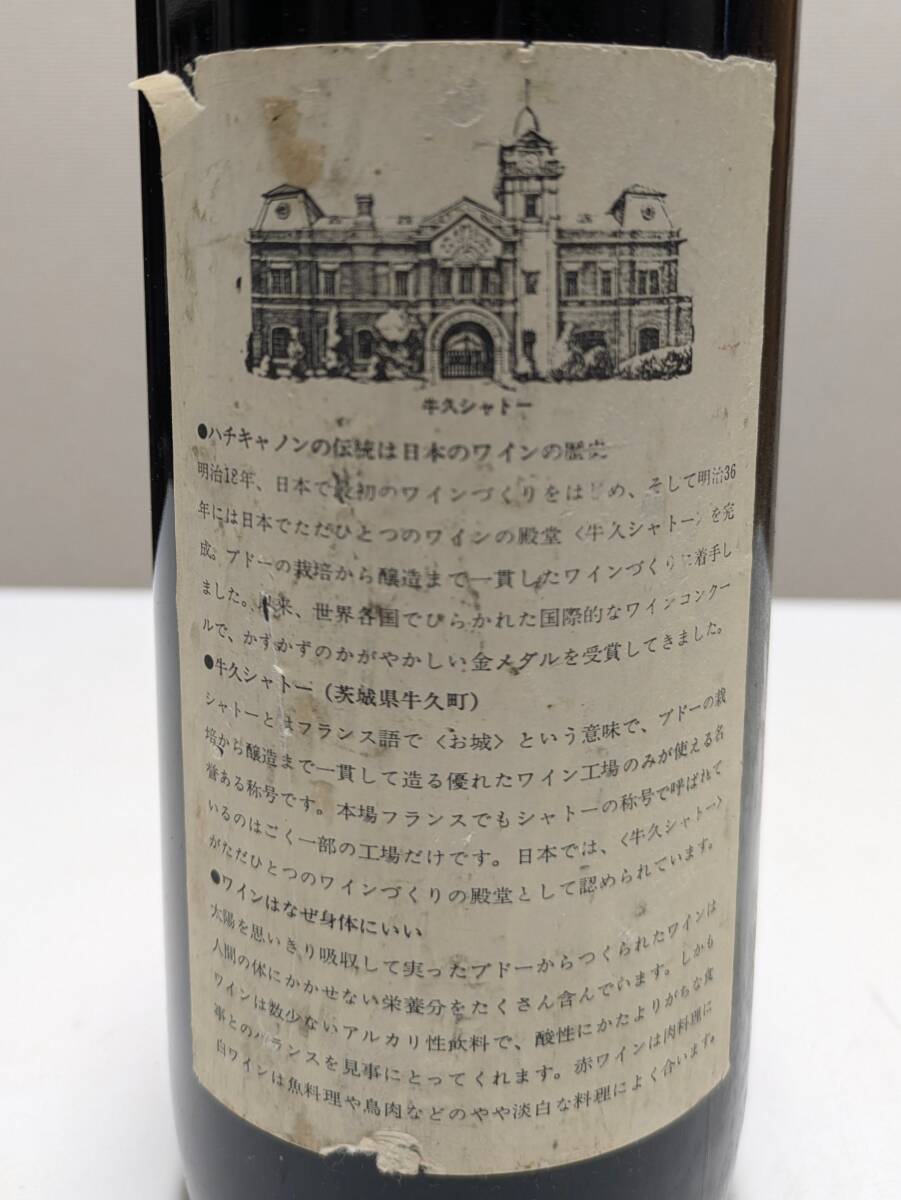 牛久シャトー
●ハチキャノンの伝統は日本のワインの歴史
明治18年、日本で最初のワインづくりをはじめ、そして明治36
年には日本でただひとつのワインの殿堂〈牛久シャトー〉を完
成。ブドーの栽培から醸造まで一貫したワインづくりに着手し
ました。以来、世界各国でひらかれた国際的なワインコンクー
ルで、かずかずのかがやかしい金メダルを受賞してきました。
●牛久シャトー（茨城県牛久町）
シャトーとはフランス語で〈お城〉という意味で、ブドーの栽
培から醸造まで一貫して造る優れたワイン工場のみが使える名
誉ある称号です。本場フランスでもシャトーの称号で呼ばれて
いるのはごく一部の工場だけです。日本では、〈牛久シャトー〉
がただひとつのワインづくりの殿堂として認められています。
●ワインはなぜ身体にいい
太陽を思いきり吸収して実ったブドーからつくられたワインは
人間の体にかかせない栄養分をたくさん含んでいます。しかも
ワインは数少ないアルカリ性飲料で、酸性にかたよりがちな食
事とのバランスを見事にとってくれます。赤ワインは肉料理に
白ワインは魚料理や鳥肉などのやや淡白な料理によく合います。